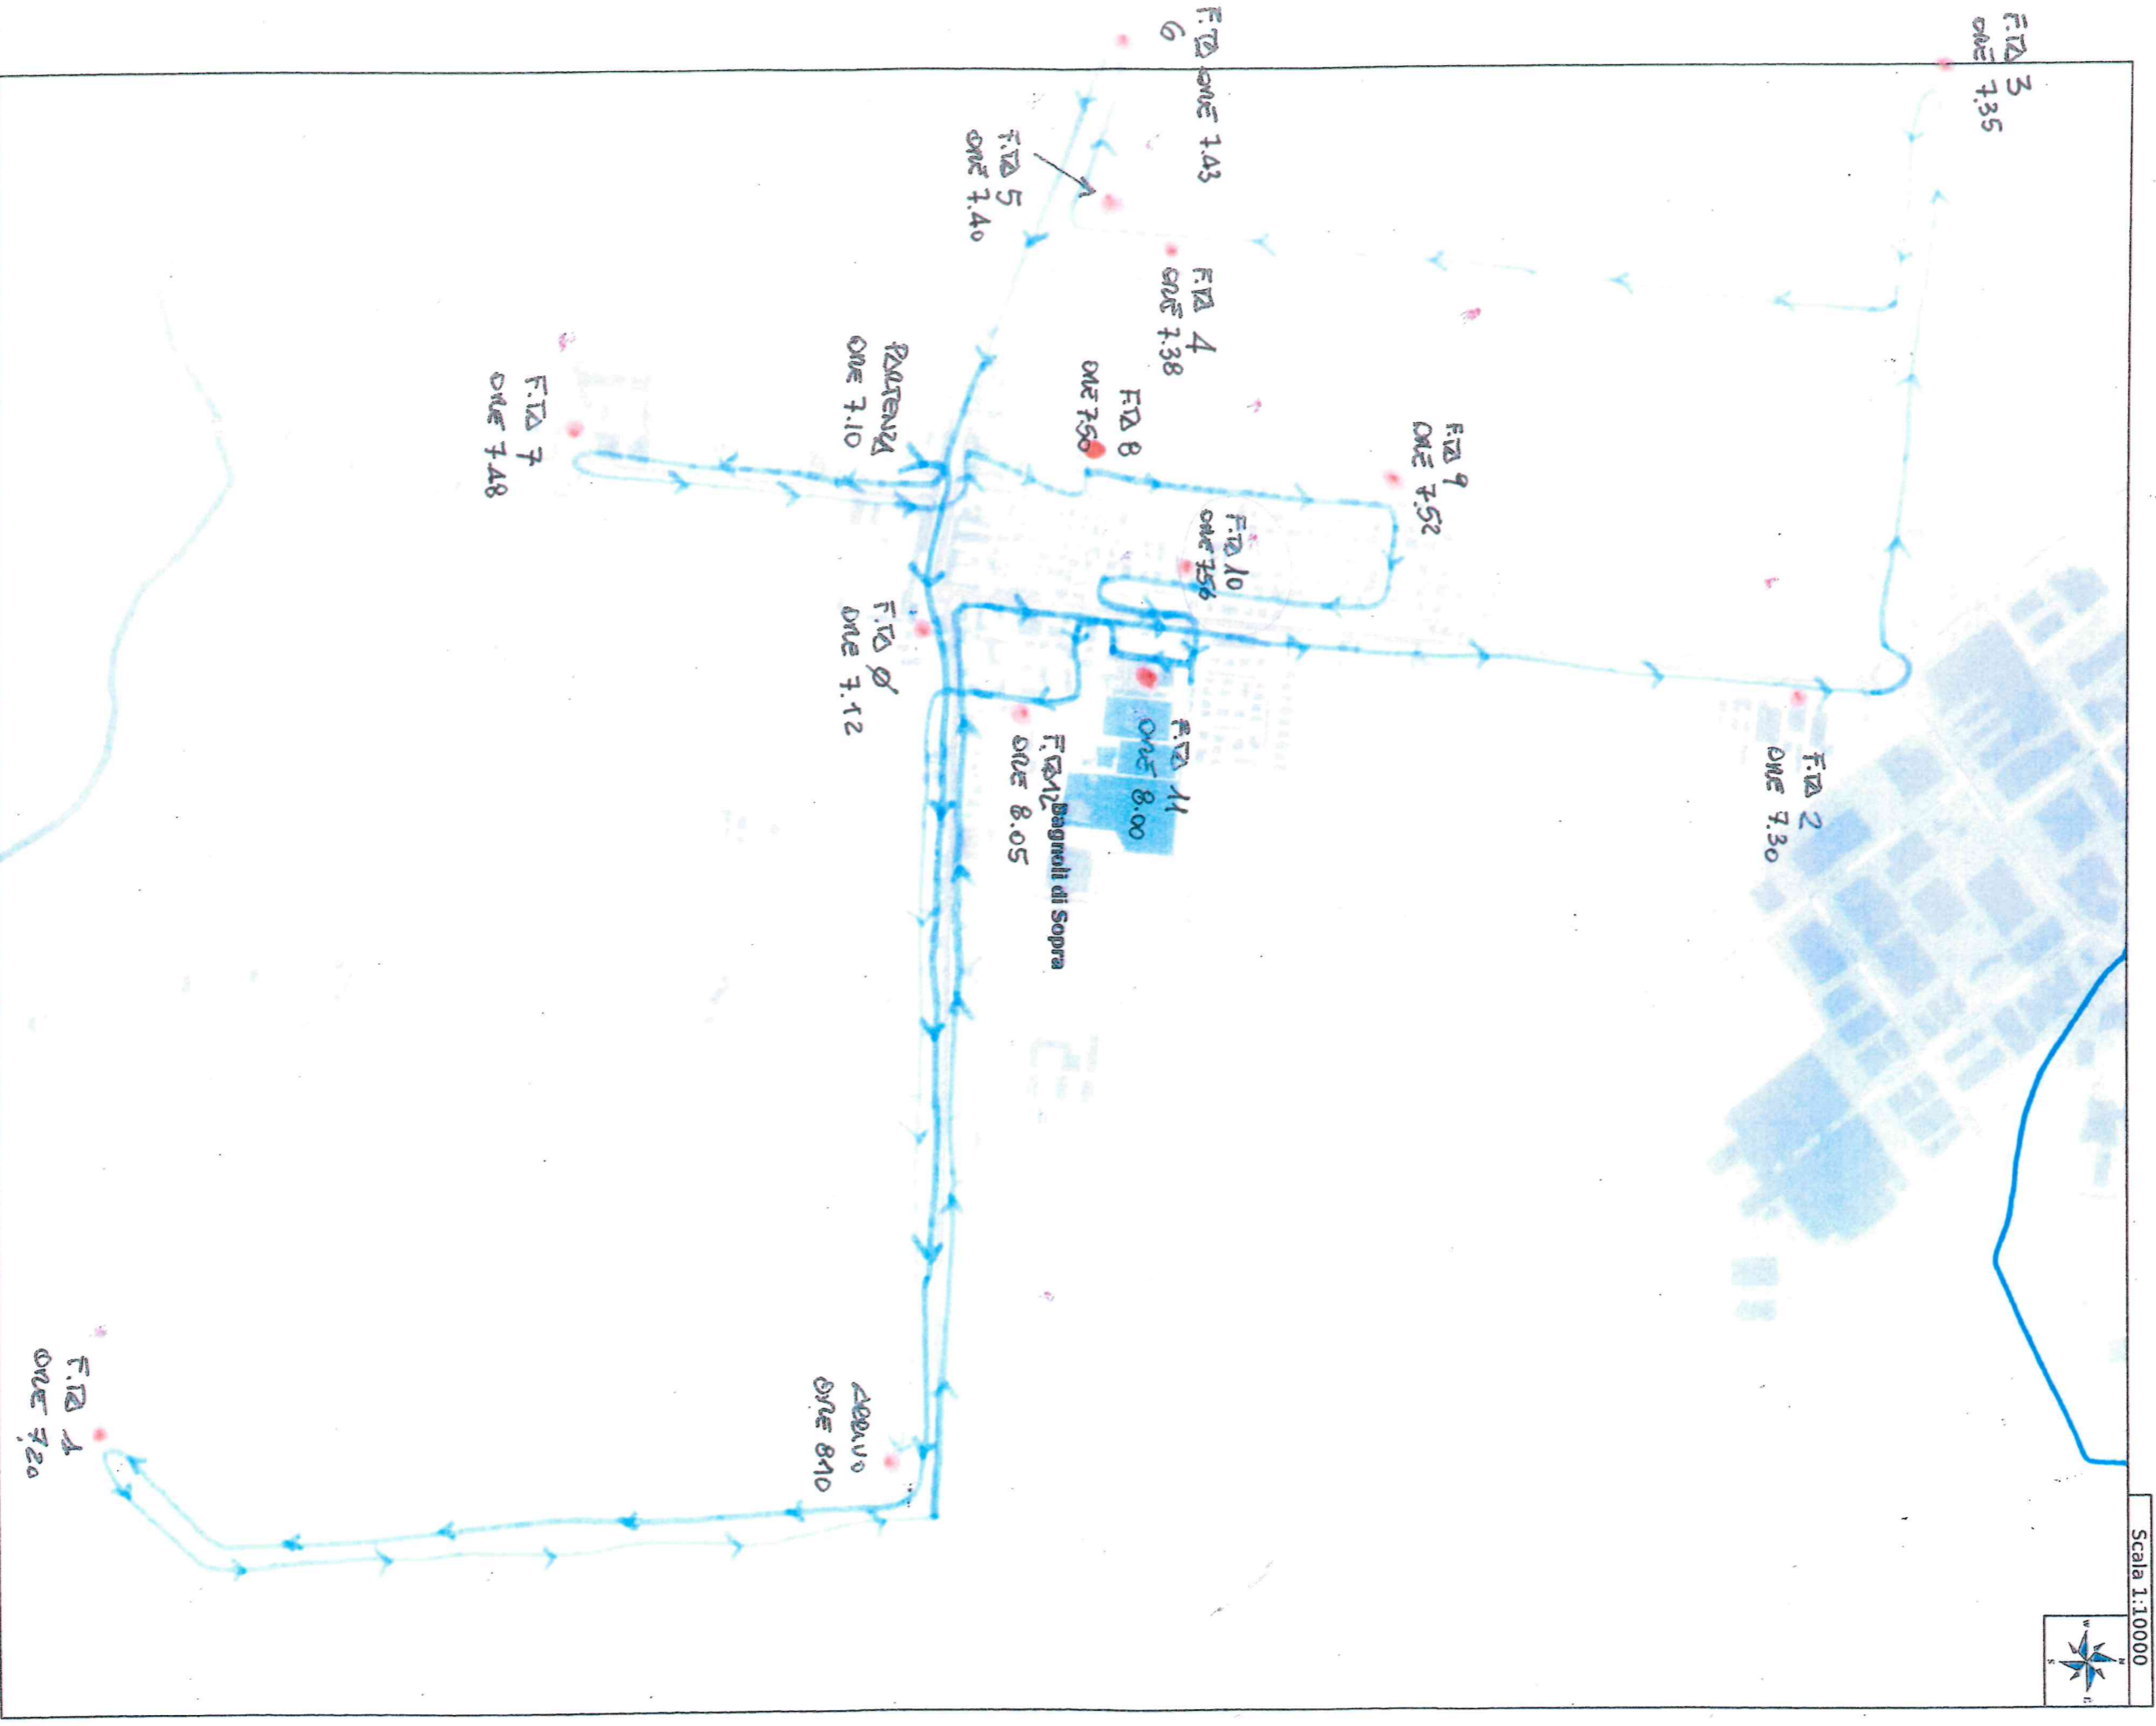 Scala 1:10000
N
W
E
S
F.TA 3
ORE 7.35
F.TA ORE 7.43
6
F.TA 5
ORE 7.40
F.TA 4
ORE 7.38
F.TA 9
ORE 7.52
F.TA 8
ORE 7.50
PARTENZA
ORE 7.10
F.TA 7
ORE 7.48
F.TA 10
ORE 7.56
F.TA Ø
ORE 7.12
F.TA 2
ORE 7.30
F.TA 11
ORE 8.00
F.TA 12
ORE 8.05
Bagnoli di Sopra
ARRIVO
ORE 8.10
F.TA 1
ORE 7.20